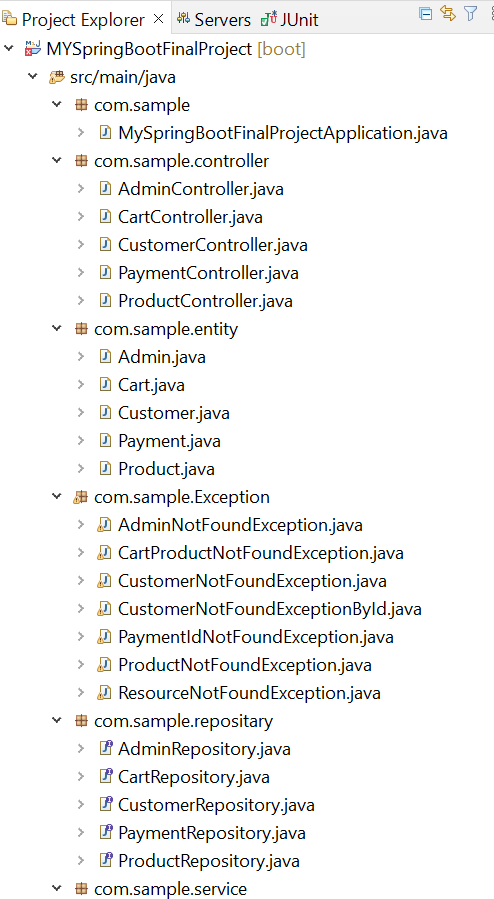 Project Explorer Servers JUnit
MYSpringBootFinalProject [boot]
src/main/java
com.sample
MySpringBootFinalProjectApplication.java
com.sample.controller
AdminController.java
CartController.java
CustomerController.java
PaymentController.java
ProductController.java
com.sample.entity
Admin.java
Cart.java
Customer.java
Payment.java
Product.java
com.sample.Exception
AdminNotFoundException.java
CartProductNotFoundException.java
CustomerNotFoundException.java
CustomerNotFoundExceptionById.java
PaymentIdNotFoundException.java
ProductNotFoundException.java
ResourceNotFoundException.java
com.sample.repositary
AdminRepository.java
CartRepository.java
CustomerRepository.java
PaymentRepository.java
ProductRepository.java
com.sample.service